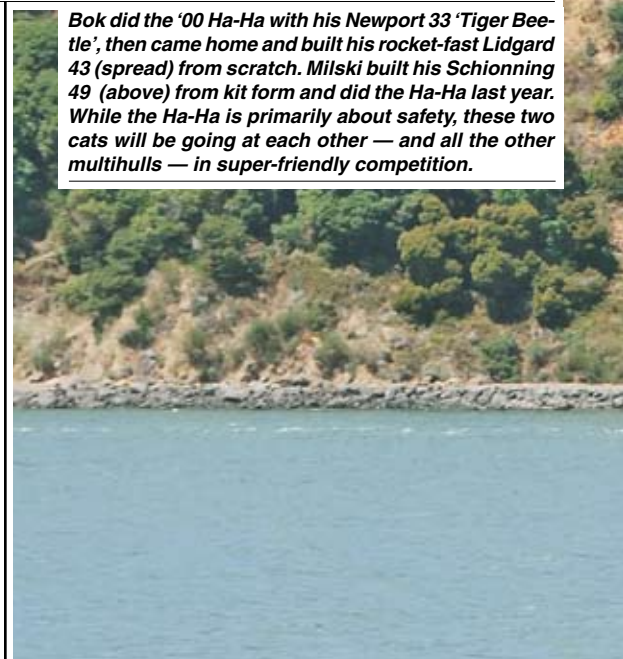 Bok did the ‘00 Ha-Ha with his Newport 33 ‘Tiger Bee-
tle’, then came home and built his rocket-fast Lidgard
43 (spread) from scratch. Milski built his Schionning
49 (above) from kit form and did the Ha-Ha last year.
While the Ha-Ha is primarily about safety, these two
cats will be going at each other — and all the other
multihulls — in super-friendly competition.